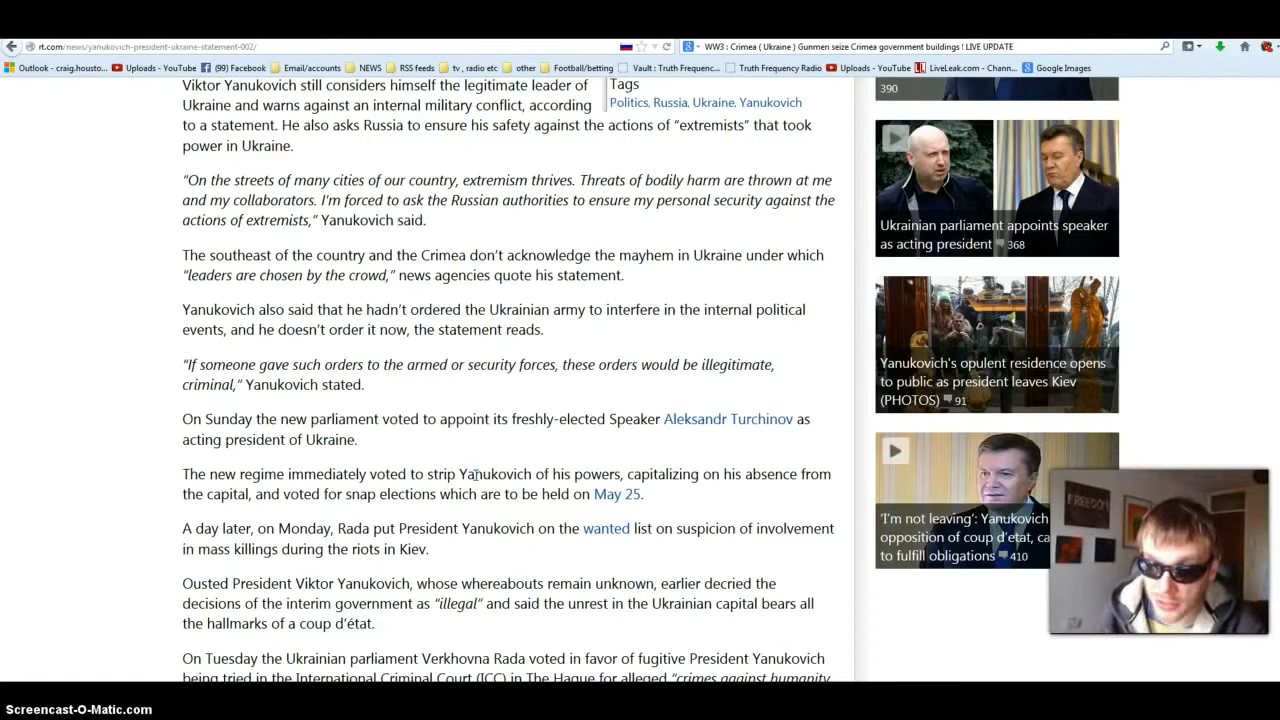 rt.com/news/yanukovich-president-ukraine-statement-002/
WW3 : Crimea ( Ukraine ) Gunmen seize Crimea government buildings ! LIVE UPDATE
Outlook - craig.housto... Uploads - YouTube (99) Facebook Email/accounts NEWS RSS feeds tv , radio etc other Football/betting Vault : Truth Frequenc... Truth Frequency Radio Uploads - YouTube LiveLeak.com - Chann... Google Images
Viktor Yanukovich still considers himself the legitimate leader of
Ukraine and warns against an internal military conflict, according
to a statement. He also asks Russia to ensure his safety against the actions of “extremists” that took
power in Ukraine.
Tags
Politics, Russia, Ukraine, Yanukovich
“On the streets of many cities of our country, extremism thrives. Threats of bodily harm are thrown at me
and my collaborators. I’m forced to ask the Russian authorities to ensure my personal security against the
actions of extremists,” Yanukovich said.
The southeast of the country and the Crimea don’t acknowledge the mayhem in Ukraine under which
“leaders are chosen by the crowd,” news agencies quote his statement.
Yanukovich also said that he hadn’t ordered the Ukrainian army to interfere in the internal political
events, and he doesn’t order it now, the statement reads.
“If someone gave such orders to the armed or security forces, these orders would be illegitimate,
criminal,” Yanukovich stated.
On Sunday the new parliament voted to appoint its freshly-elected Speaker Aleksandr Turchinov as
acting president of Ukraine.
The new regime immediately voted to strip Yanukovich of his powers, capitalizing on his absence from
the capital, and voted for snap elections which are to be held on May 25.
A day later, on Monday, Rada put President Yanukovich on the wanted list on suspicion of involvement
in mass killings during the riots in Kiev.
Ousted President Viktor Yanukovich, whose whereabouts remain unknown, earlier decried the
decisions of the interim government as “illegal” and said the unrest in the Ukrainian capital bears all
the hallmarks of a coup d’état.
On Tuesday the Ukrainian parliament Verkhovna Rada voted in favor of fugitive President Yanukovich
being tried in the International Criminal Court (ICC) in The Hague for alleged “crimes against humanity
390
Ukrainian parliament appoints speaker
as acting president 368
Yanukovich's opulent residence opens
to public as president leaves Kiev
(PHOTOS) 91
‘I'm not leaving’: Yanukovich
opposition of coup d’etat, ca
to fulfill obligations 410
FREEDOM
Screencast-O-Matic.com